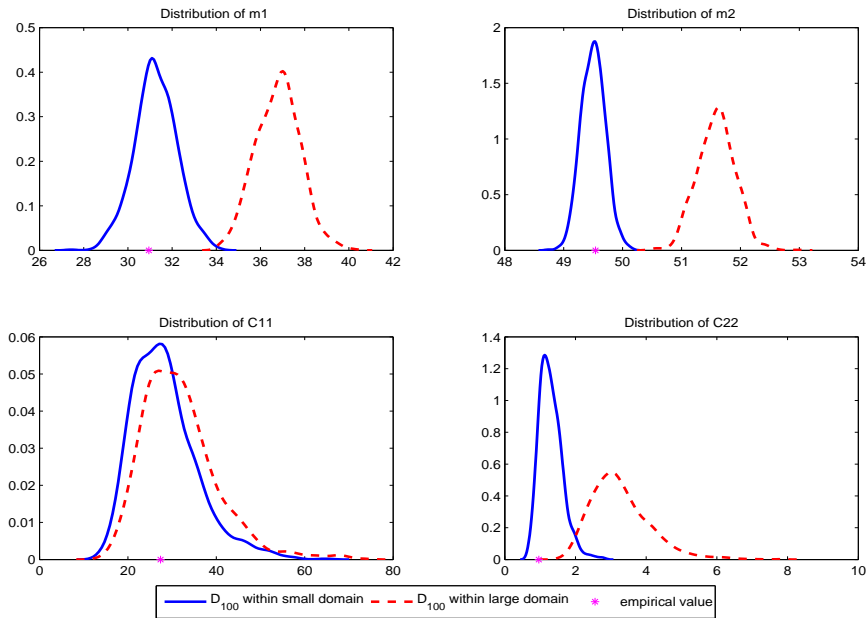 Distribution of m1
0.5
0.4
0.3
0.2
0.1
0
26 28 30 32 34 36 38 40 42
Distribution of m2
2
1.5
1
0.5
0
48 49 50 51 52 53 54
Distribution of C11
0.06
0.05
0.04
0.03
0.02
0.01
0
0 20 40 60 80
Distribution of C22
1.4
1.2
1
0.8
0.6
0.4
0.2
0
0 2 4 6 8 10
D100 within small domain D100 within large domain empirical value